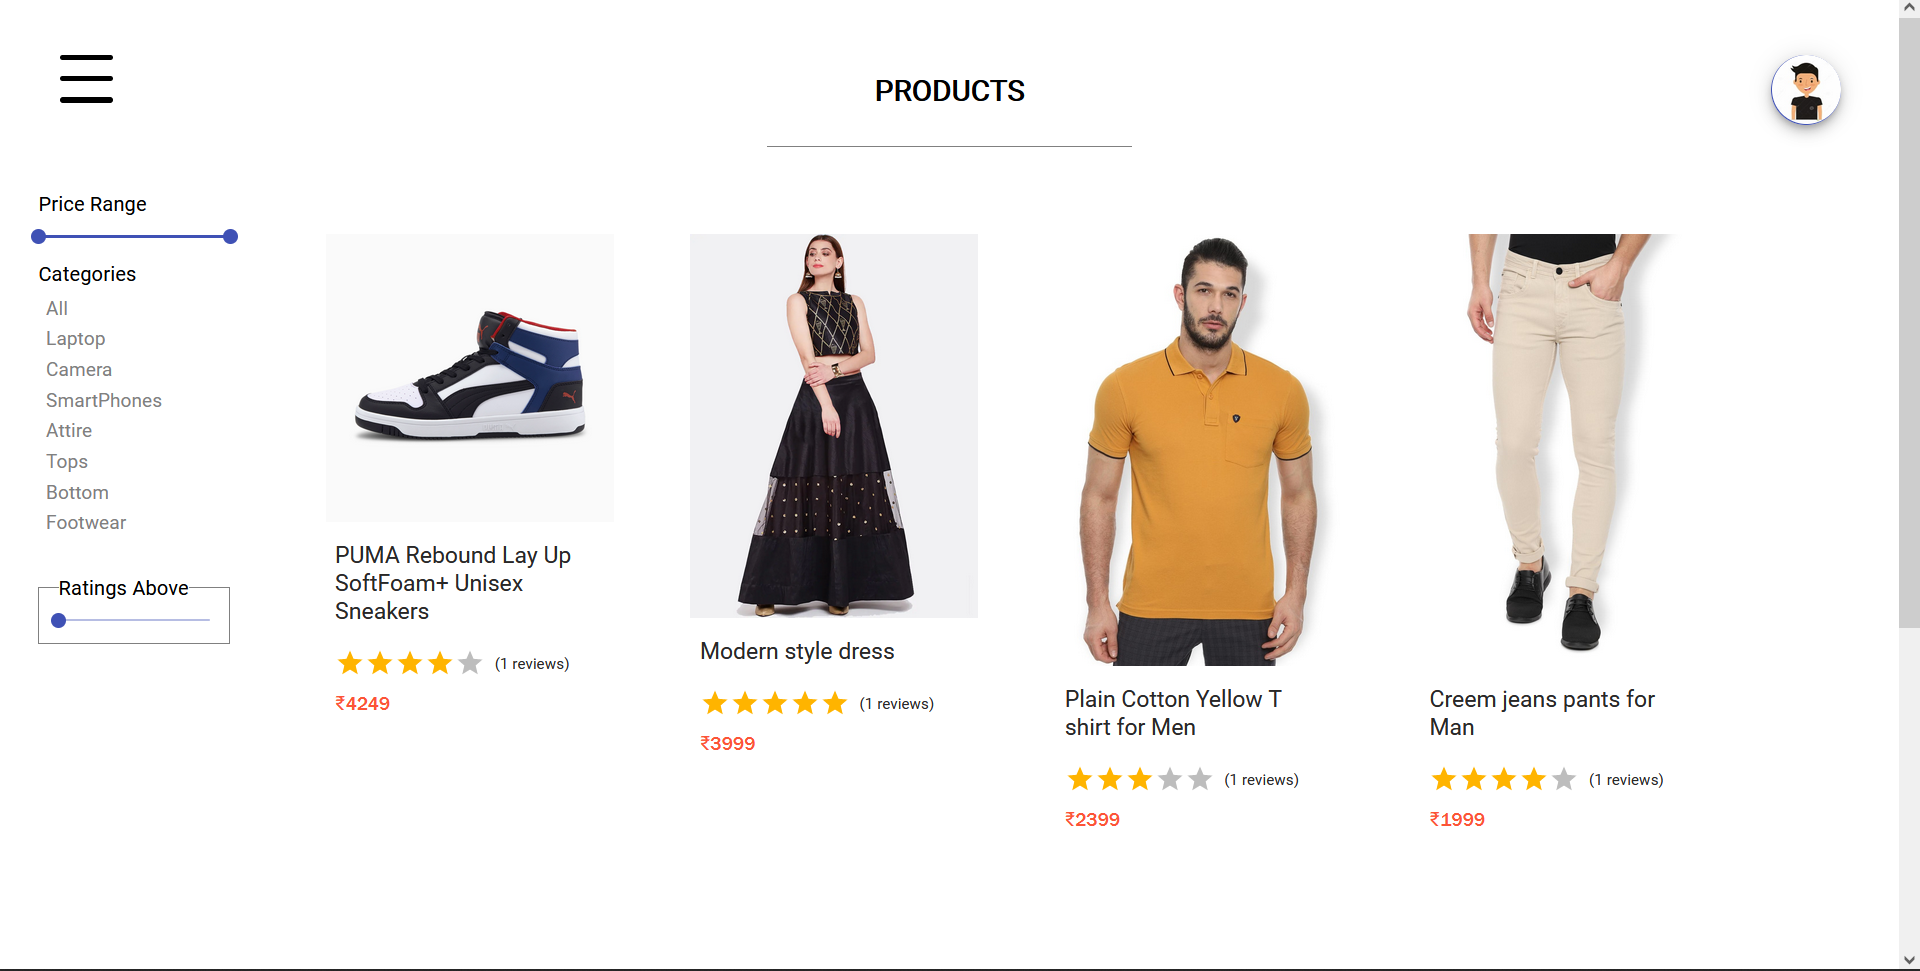 PRODUCTS
Price Range
Categories
All
Laptop
Camera
SmartPhones
Attire
Tops
Bottom
Footwear
Ratings Above
PUMA Rebound Lay Up
SoftFoam+ Unisex
Sneakers
(1 reviews)
₹4249
Modern style dress
(1 reviews)
₹3999
Plain Cotton Yellow T
shirt for Men
(1 reviews)
₹2399
Creem jeans pants for
Man
(1 reviews)
₹1999